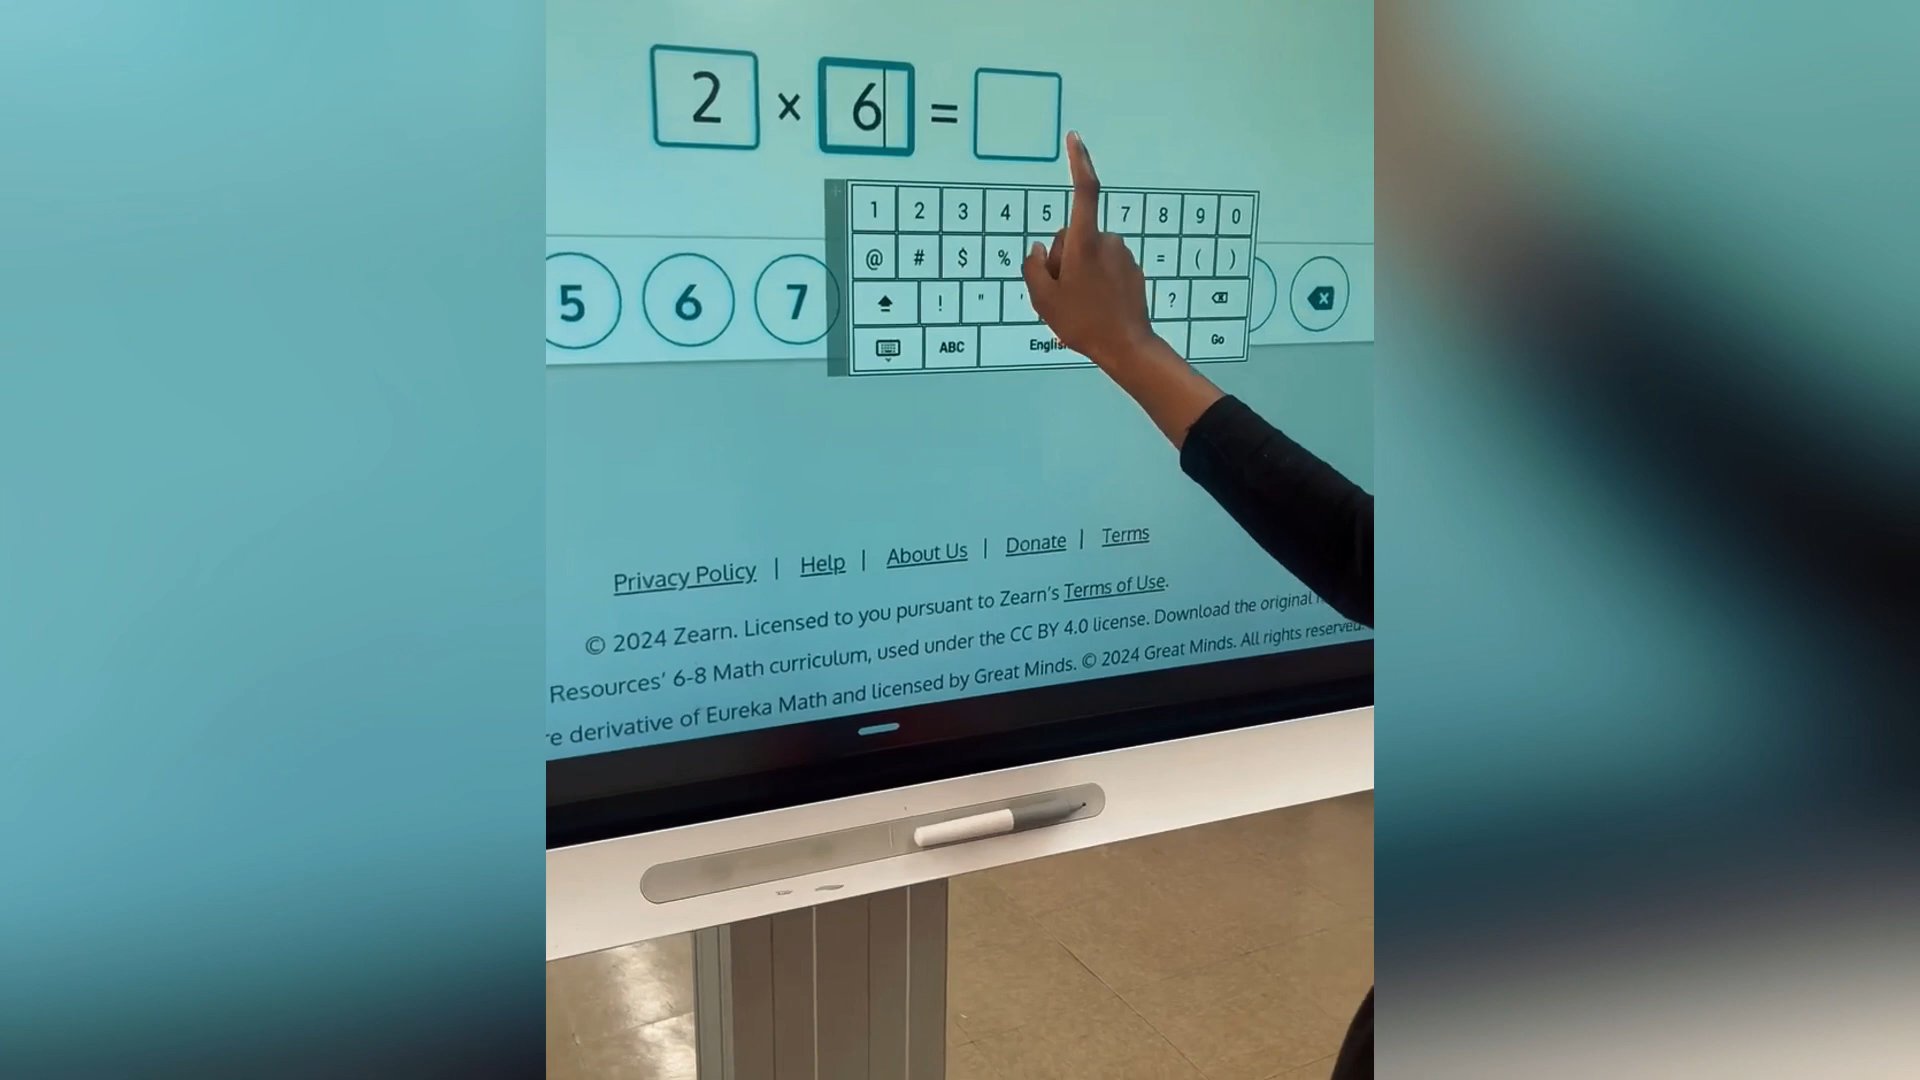 2 × 6 =
1 2 3 4 5 7 8 9 0
@ # $ % = ( )
! " ' ?
ABC Go
5 6 7
Privacy Policy | Help | About Us | Donate | Terms
© 2024 Zearn. Licensed to you pursuant to Zearn's Terms of Use.
Resources' 6-8 Math curriculum, used under the CC BY 4.0 license. Download the original
derivative of Eureka Math and licensed by Great Minds. © 2024 Great Minds. All rights reserved.